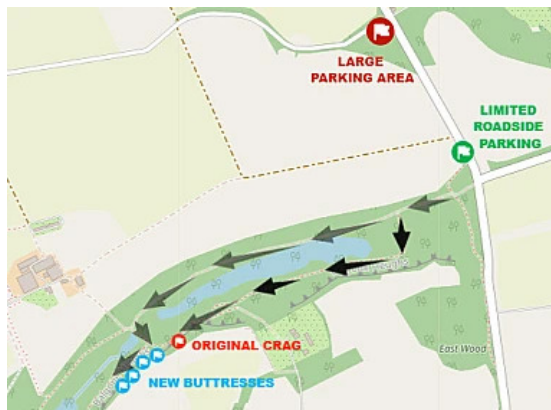 LARGE
PARKING AREA
LIMITED
ROADSIDE
PARKING
ORIGINAL CRAG
East Wood
NEW BUTTRESSES